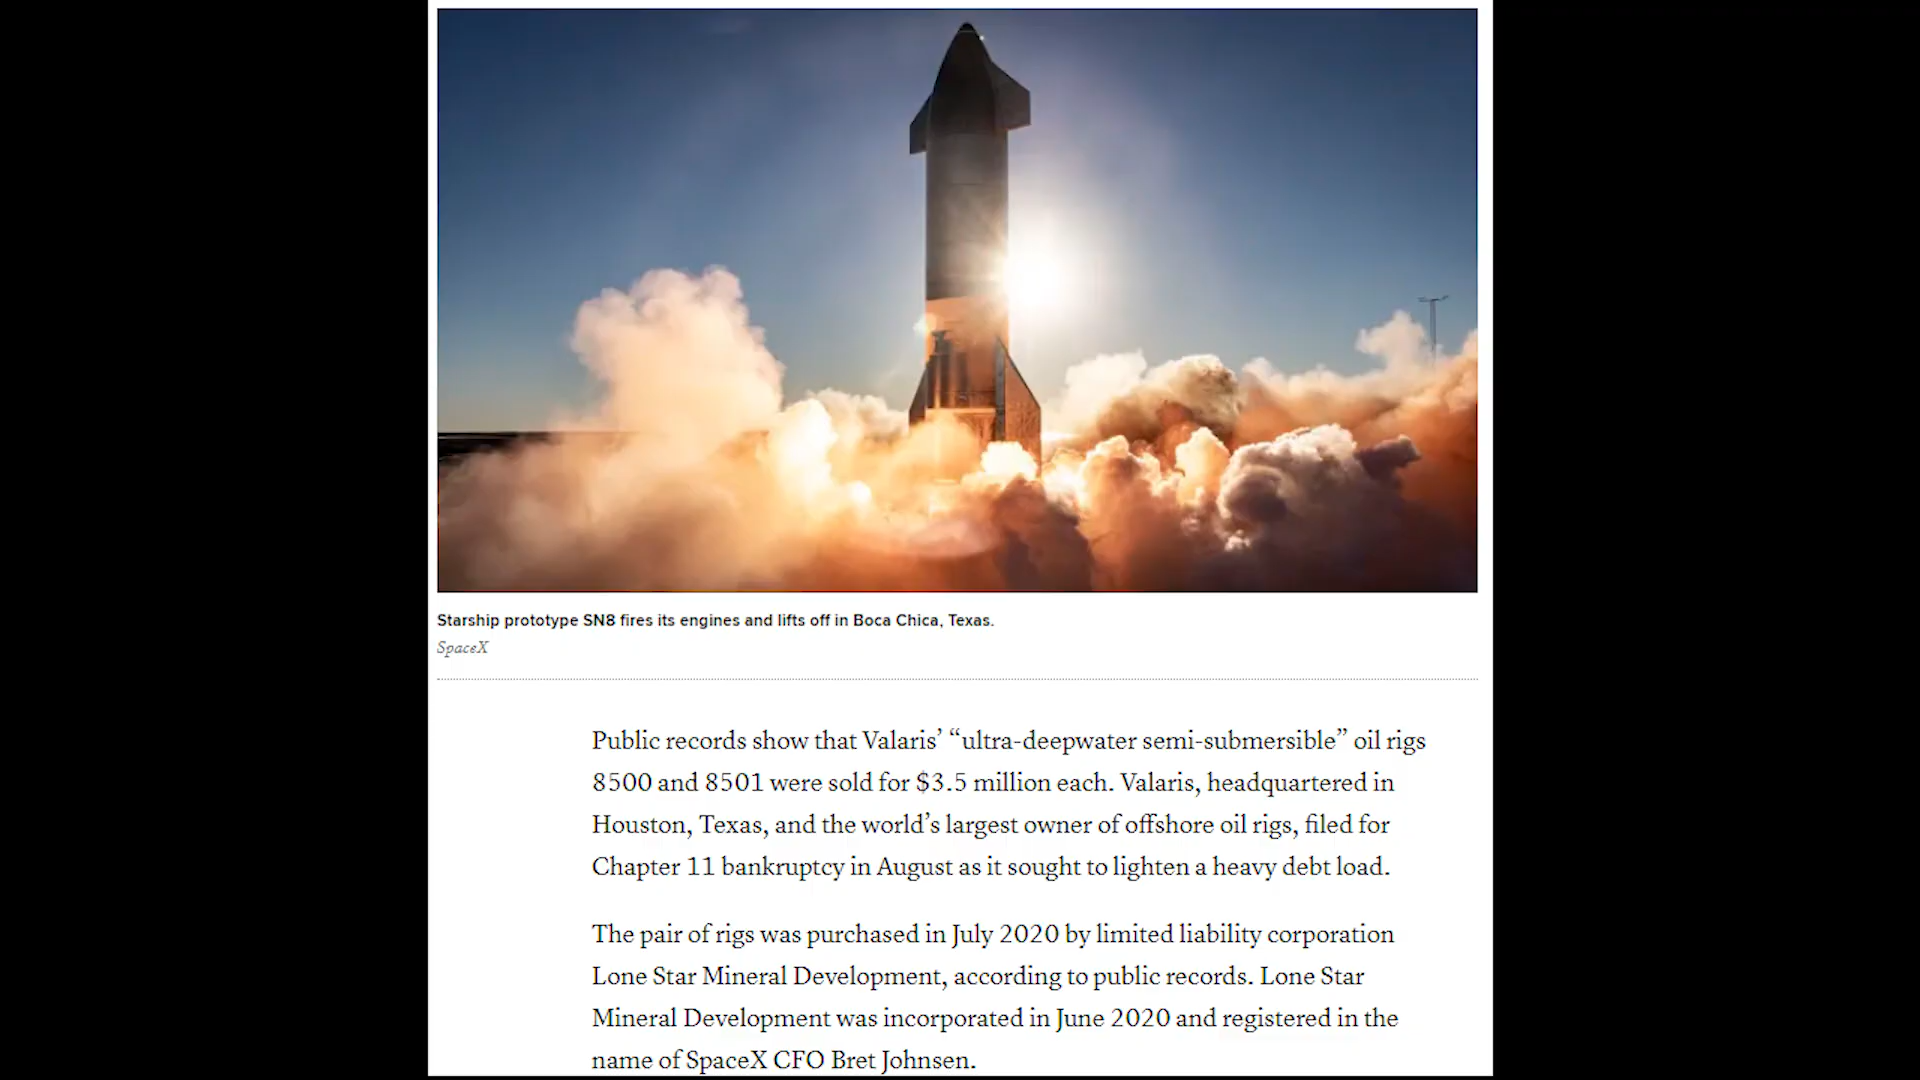 Starship prototype SN8 fires its engines and lifts off in Boca Chica, Texas.
SpaceX
Public records show that Valaris’ “ultra-deepwater semi-submersible” oil rigs
8500 and 8501 were sold for $3.5 million each. Valaris, headquartered in
Houston, Texas, and the world’s largest owner of offshore oil rigs, filed for
Chapter 11 bankruptcy in August as it sought to lighten a heavy debt load.
The pair of rigs was purchased in July 2020 by limited liability corporation
Lone Star Mineral Development, according to public records. Lone Star
Mineral Development was incorporated in June 2020 and registered in the
name of SpaceX CFO Bret Johnsen.